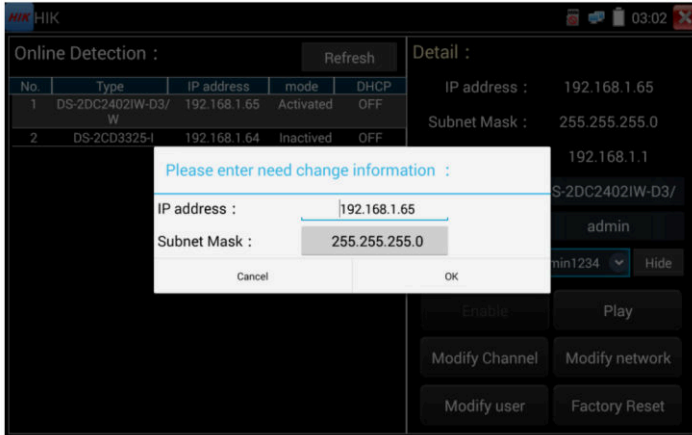 HIK HIK 03:02
Online Detection : Refresh
No. Type IP address mode DHCP
1 DS-2DC2402IW-D3/ 192.168.1.65 Activated OFF
W
2 DS-2CD3325-I 192.168.1.64 Inactived OFF
Detail :
IP address : 192.168.1.65
Subnet Mask : 255.255.255.0
192.168.1.1
S-2DC2402IW-D3/
admin
min1234 Hide
Enable Play
Modify Channel Modify network
Modify user Factory Reset
Please enter need change information :
IP address : 192.168.1.65
Subnet Mask : 255.255.255.0
Cancel OK